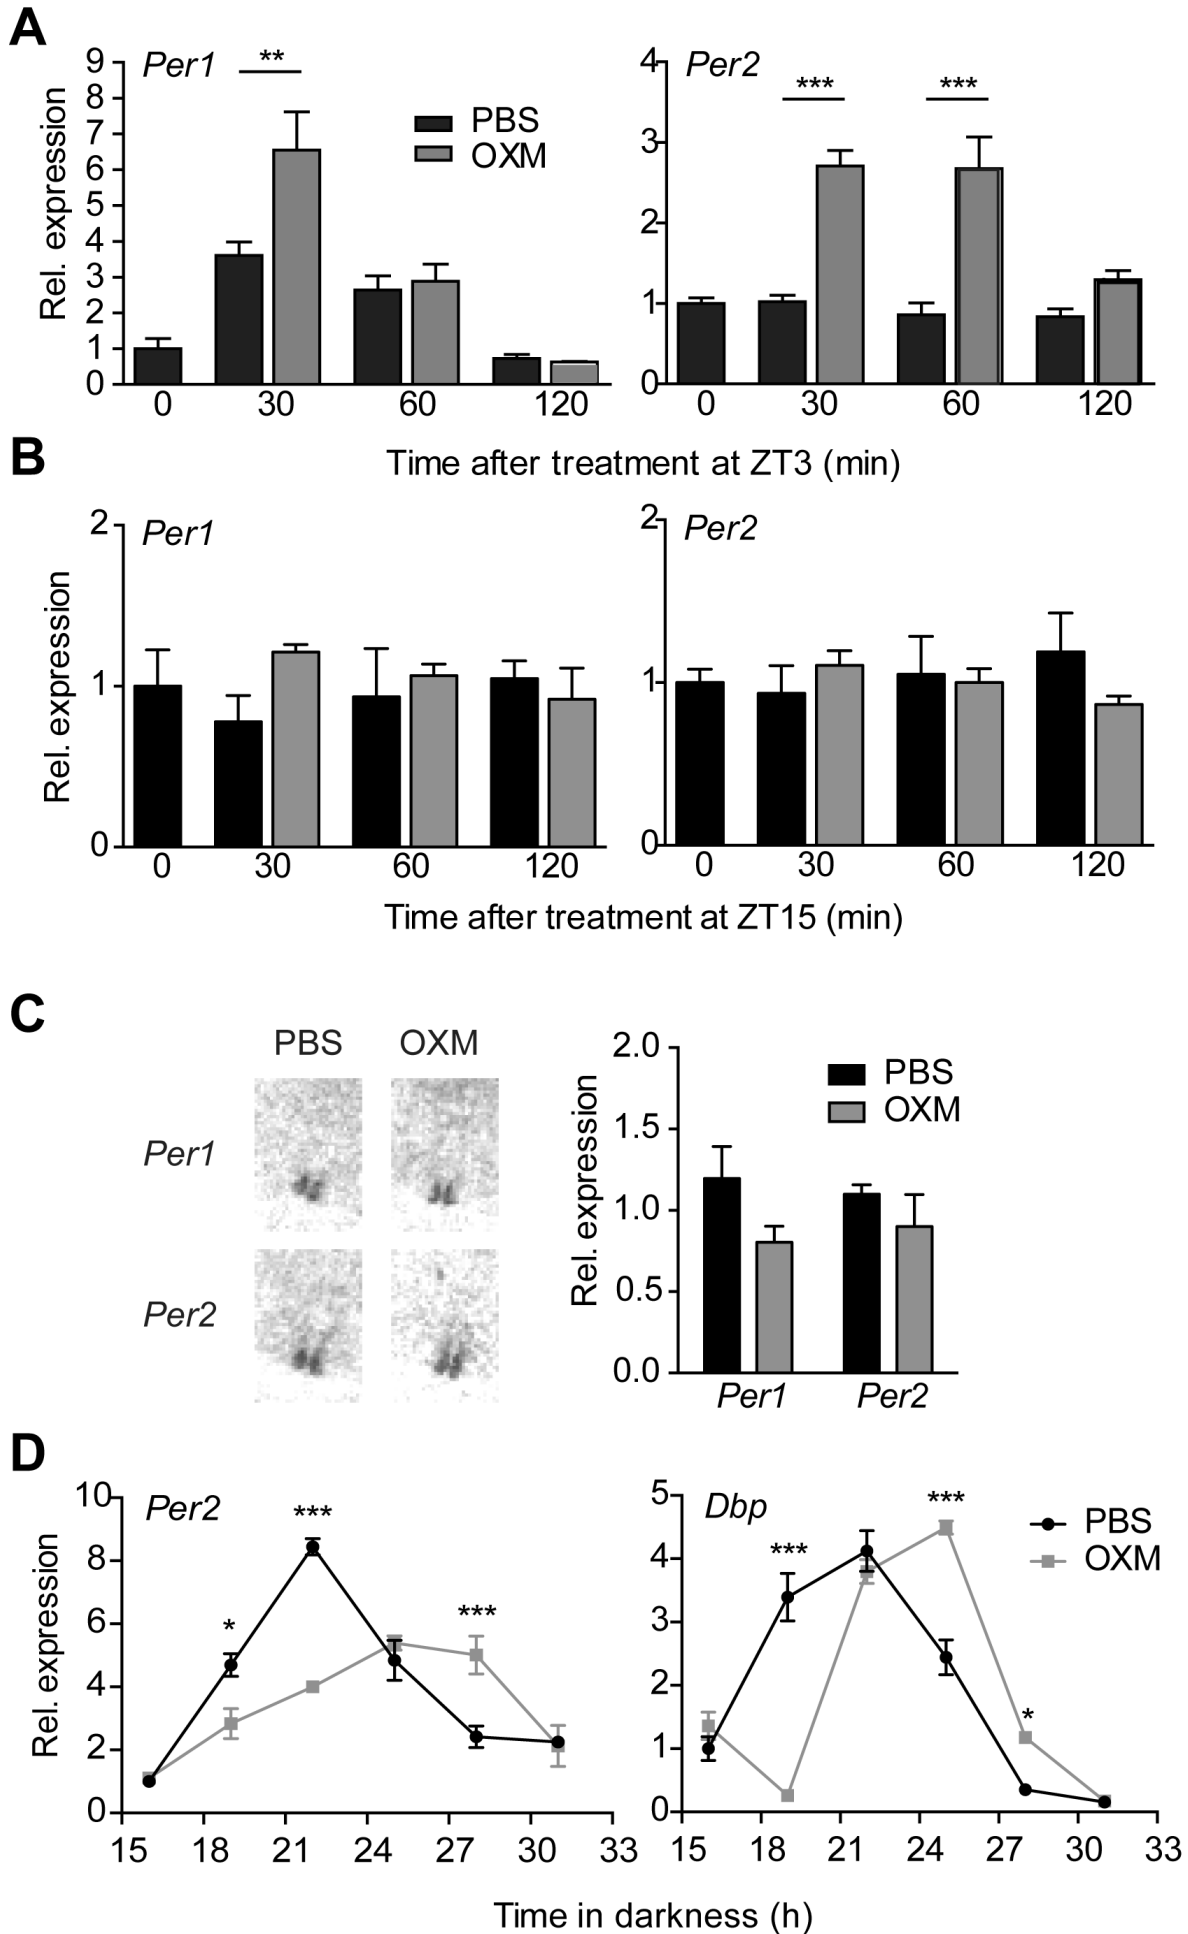 A
Per1
**
9
8
7
6
5
4
3
2
1
0
Rel. expression
PBS
OXM
0 30 60 120
Per2
***
***
4
3
2
1
0
0 30 60 120
Time after treatment at ZT3 (min)
B
Per1
2
1
0
Rel. expression
0 30 60 120
Per2
2
1
0
0 30 60 120
Time after treatment at ZT15 (min)
C
PBS OXM
Per1
Per2
2.0
1.5
1.0
0.5
0.0
Rel. expression
PBS
OXM
Per1 Per2
D
Per2
10
8
6
4
2
0
Rel. expression
*
***
***
15 18 21 24 27 30 33
Dbp
5
4
3
2
1
0
***
***
*
PBS
OXM
15 18 21 24 27 30 33
Time in darkness (h)